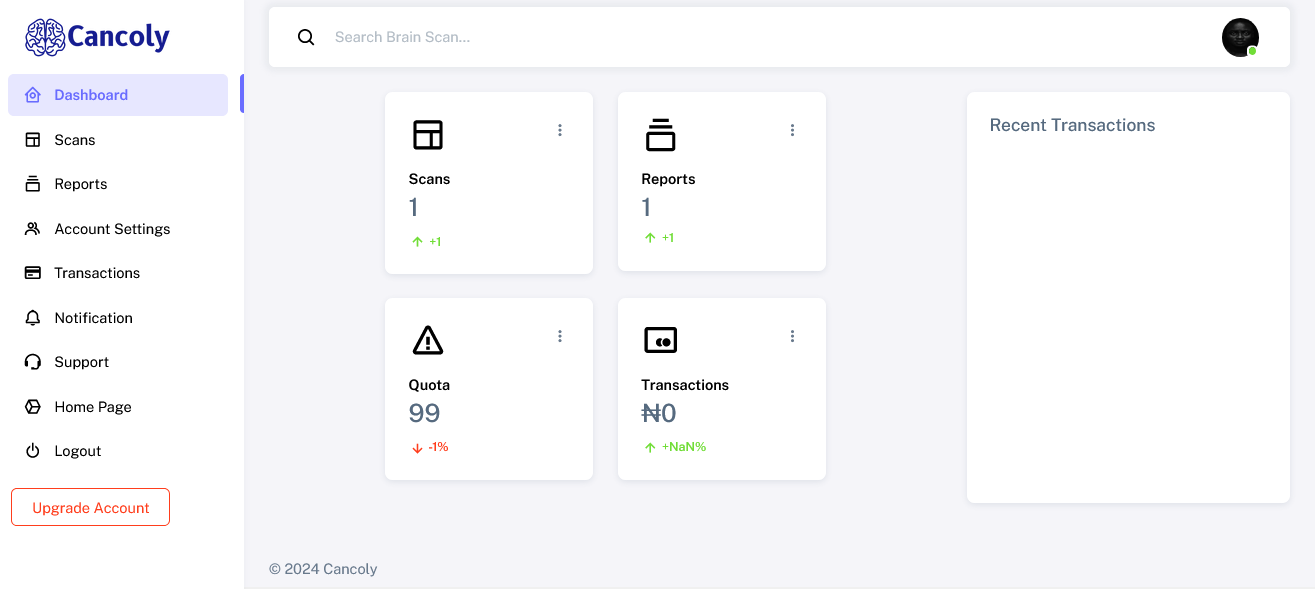 Cancoly
Dashboard
Scans
Reports
Account Settings
Transactions
Notification
Support
Home Page
Logout
Upgrade Account
Search Brain Scan...
Scans
1
+1
Reports
1
+1
Quota
99
-1%
Transactions
₦0
+NaN%
Recent Transactions
© 2024 Cancoly